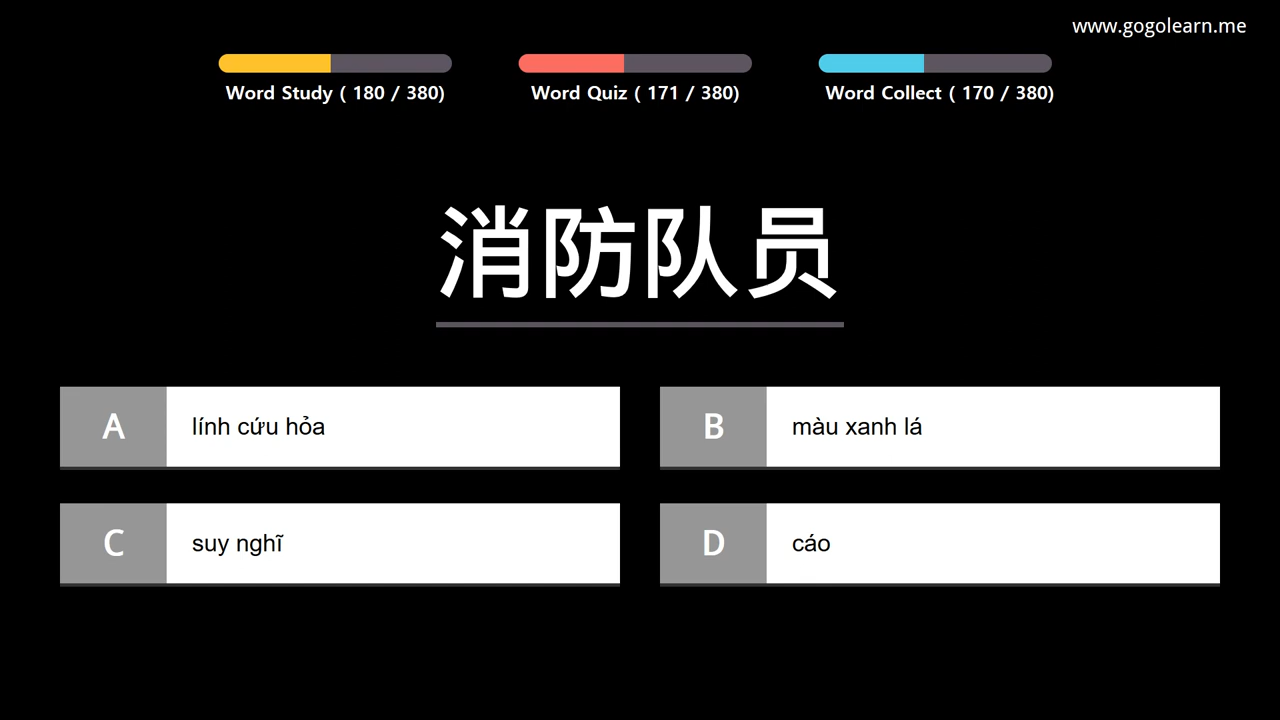 www.gogolearn.me
Word Study ( 180 / 380)
Word Quiz ( 171 / 380)
Word Collect ( 170 / 380)
消防队员
A lính cứu hỏa
B màu xanh lá
C suy nghĩ
D cáo